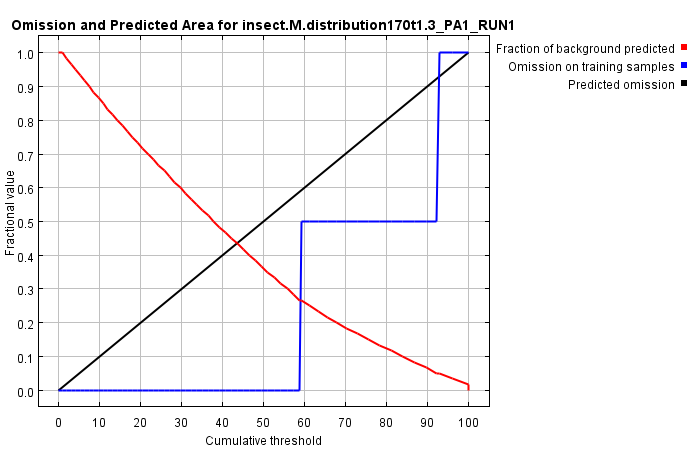 Omission and Predicted Area for insect.M.distribution170t1.3_PA1_RUN1
Fraction of background predicted
Omission on training samples
Predicted omission
Fractional value
1.0
0.9
0.8
0.7
0.6
0.5
0.4
0.3
0.2
0.1
0.0
0 10 20 30 40 50 60 70 80 90 100
Cumulative threshold